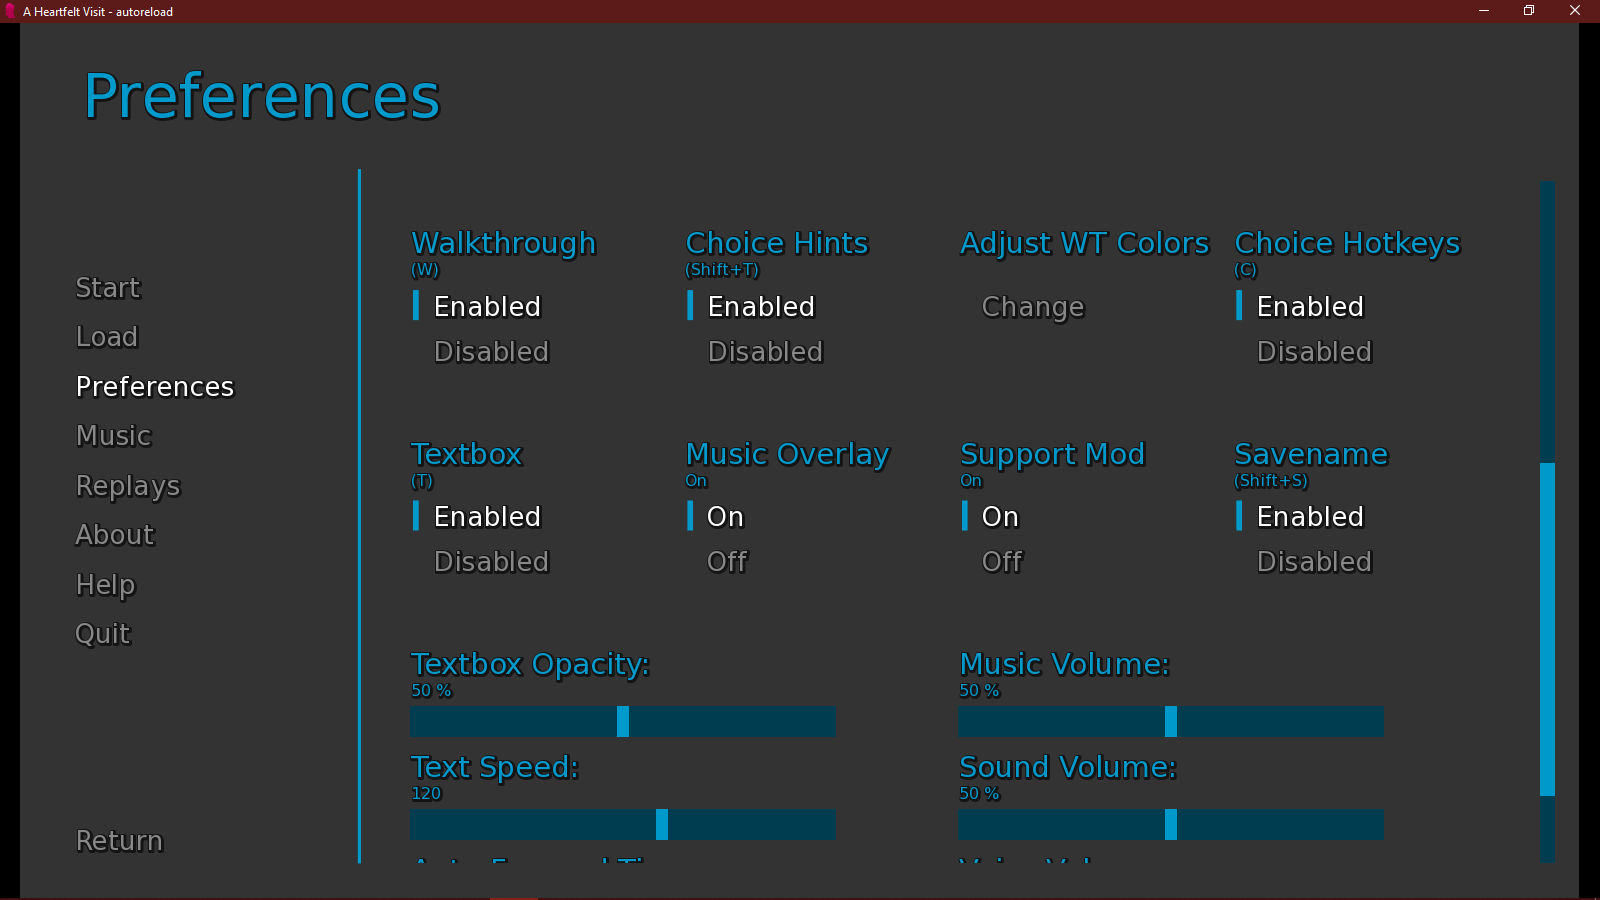 A Heartfelt Visit - autoreload
Preferences
Start
Load
Preferences
Music
Replays
About
Help
Quit
Return
Walkthrough
(W)
Enabled
Disabled
Choice Hints
(Shift+T)
Enabled
Disabled
Adjust WT Colors
Change
Choice Hotkeys
(C)
Enabled
Disabled
Textbox
(T)
Enabled
Disabled
Music Overlay
On
On
Off
Support Mod
On
On
Off
Savename
(Shift+S)
Enabled
Disabled
Textbox Opacity:
50 %
Music Volume:
50 %
Text Speed:
120
Sound Volume:
50 %